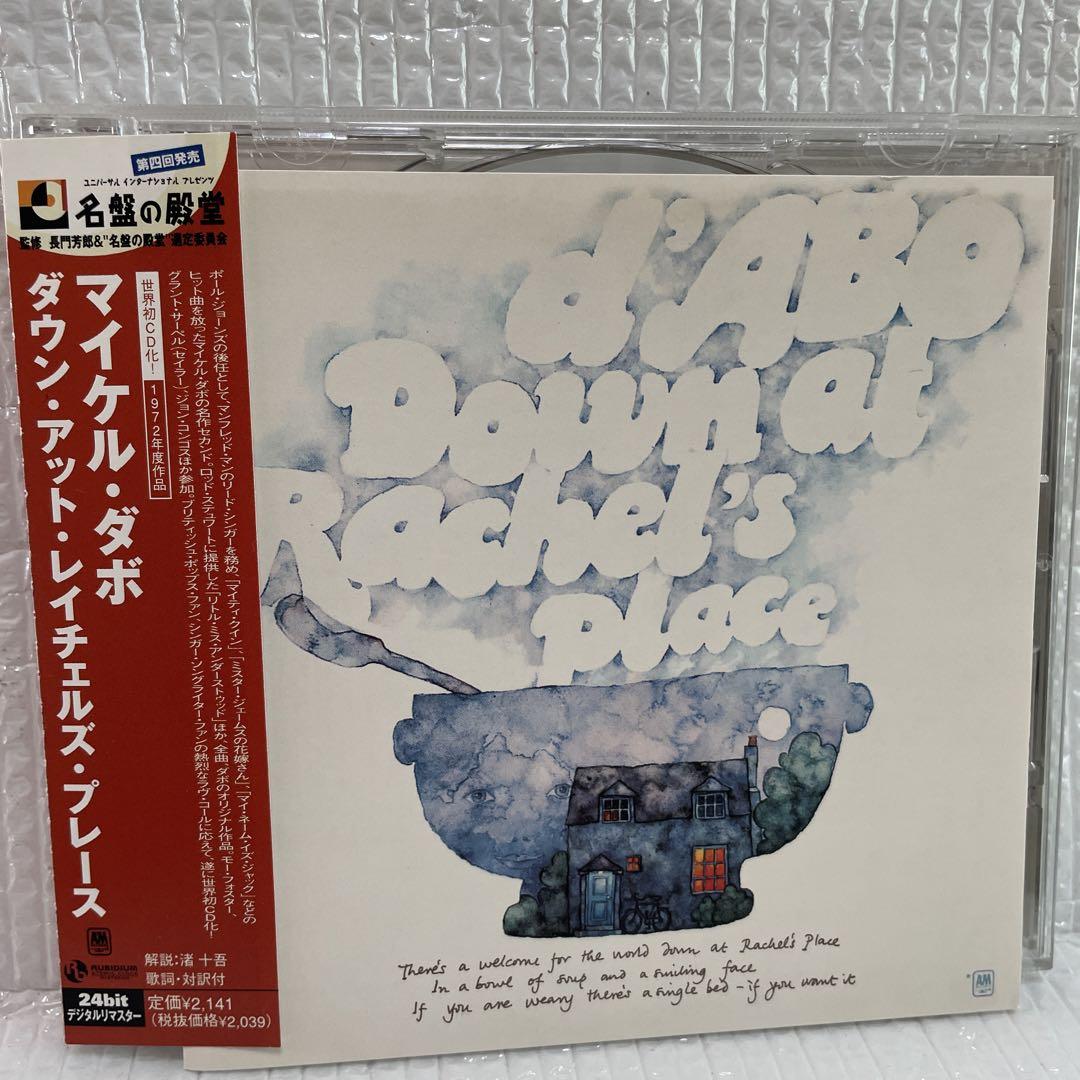 第四回発売
ユニバーサル インターナショナル プレゼンツ
名盤の殿堂
監修 長門芳郎&"名盤の殿堂"選定委員会
マイケル・ダボ
ダウン・アット・レイチェルズ・プレース
世界初CD化!
1972年度作品
ポール・ジョーンズの後任として、マンフレッド・マンのリード・シンガーを務め、「マイティ・クイン」、「ミスター・ジェームスの花嫁さん」、「マイ・ネーム・イズ・ジャック」などの
ヒット曲を放ったマイケル・ダボの名作セカンド。ロッド・ステュワートに提供した「リトル・ミス・アンダーストゥッド」ほか、全曲、ダボのオリジナル作品。モー・フォスター、
グラント・サーペル(セイラー)、ジョン・コンゴスほか参加。ブリティッシュ・ポップス・ファン、シンガー・ソングライター・ファンの熱烈なラヴ・コールに応えて、遂に世界初CD化!
A&M
RUBIDIUM
解説:渚 十吾
歌詞・対訳付
24bit
デジタルリマスター
定価¥2,141
(税抜価格¥2,039)
d'ABO
Down at
Rachel's
place
There's a welcome for the world down at Rachel's Place
In a bowl of soup and a smiling face
If you are weary there's a single bed - if you want it
A&M